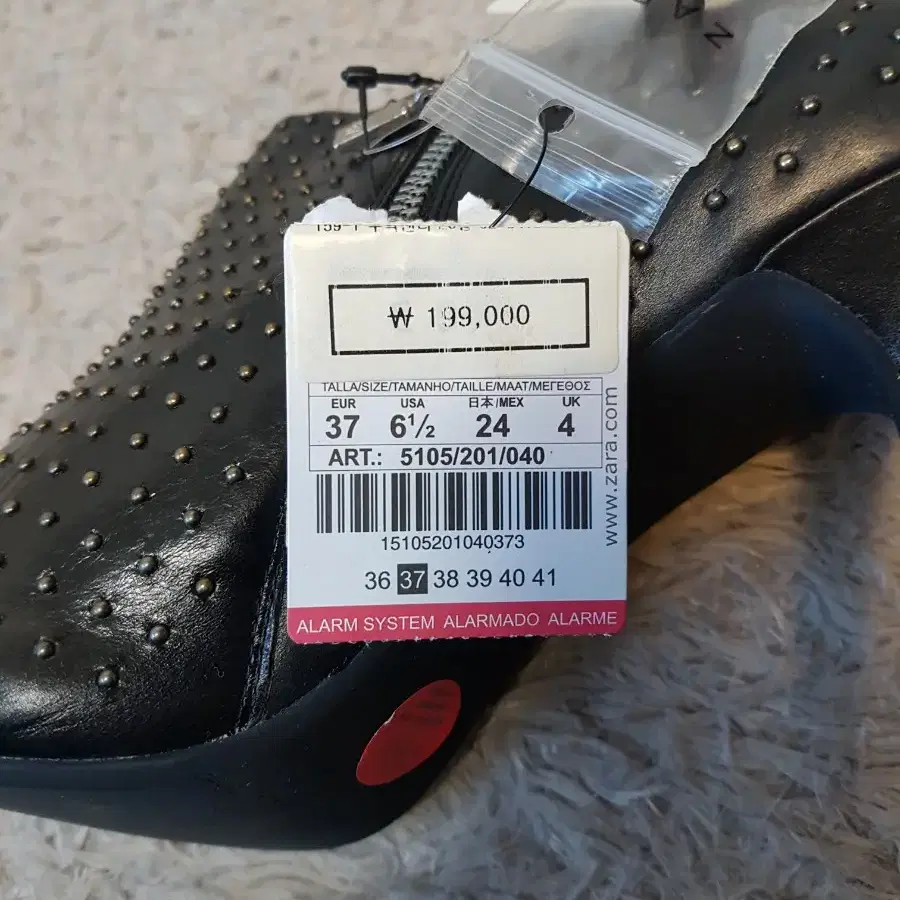 ZA
₩ 199,000
TALLA/SIZE/TAMANHO/TAILLE/MAAT/ΜΕΓΕΘΟΣ
EUR USA 日本/MEX UK
37 6½ 24 4
ART.: 5105/201/040
15105201040373
36 37 38 39 40 41
ALARM SYSTEM ALARMADO ALARME
www.zara.com